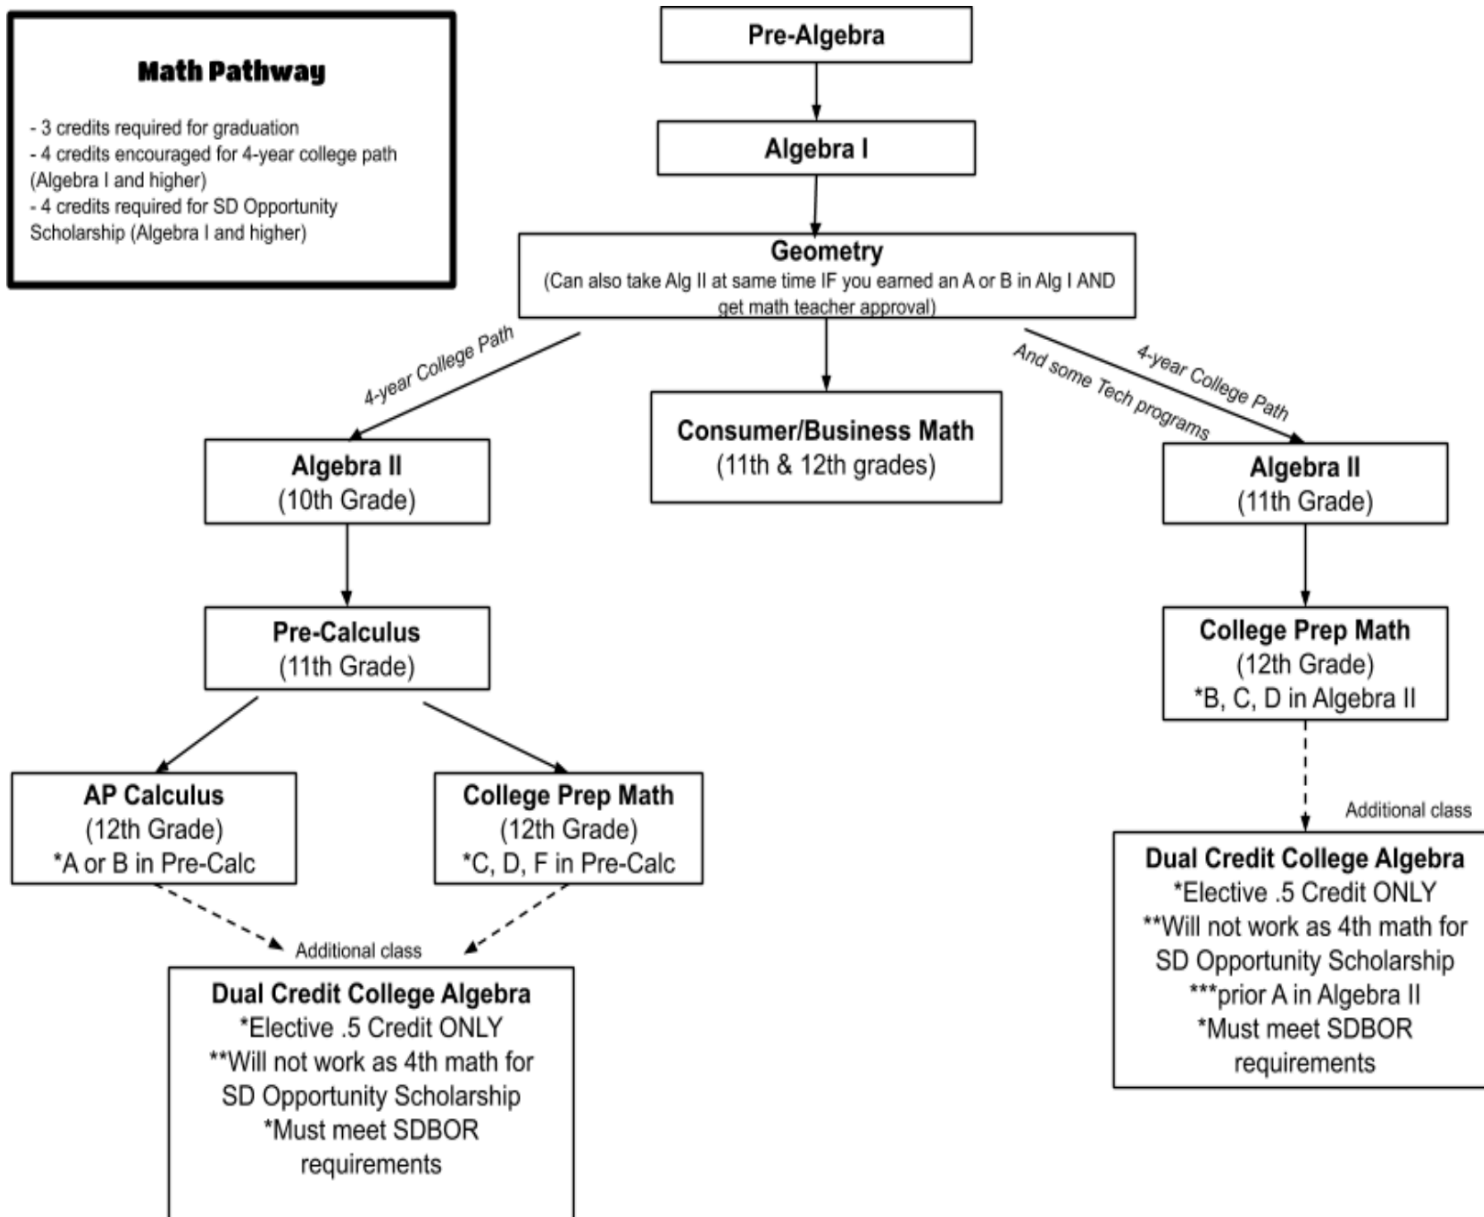 Math Pathway
- 3 credits required for graduation
- 4 credits encouraged for 4-year college path
(Algebra I and higher)
- 4 credits required for SD Opportunity
Scholarship (Algebra I and higher)
Pre-Algebra
Algebra I
Geometry
(Can also take Alg II at same time IF you earned an A or B in Alg I AND
get math teacher approval)
4-year College Path
4-year College Path
And some Tech programs
Algebra II
(10th Grade)
Consumer/Business Math
(11th & 12th grades)
Algebra II
(11th Grade)
Pre-Calculus
(11th Grade)
College Prep Math
(12th Grade)
*B, C, D in Algebra II
AP Calculus
(12th Grade)
*A or B in Pre-Calc
College Prep Math
(12th Grade)
*C, D, F in Pre-Calc
Additional class
Dual Credit College Algebra
*Elective .5 Credit ONLY
**Will not work as 4th math for
SD Opportunity Scholarship
***prior A in Algebra II
*Must meet SDBOR
requirements
Additional class
Dual Credit College Algebra
*Elective .5 Credit ONLY
**Will not work as 4th math for
SD Opportunity Scholarship
*Must meet SDBOR
requirements